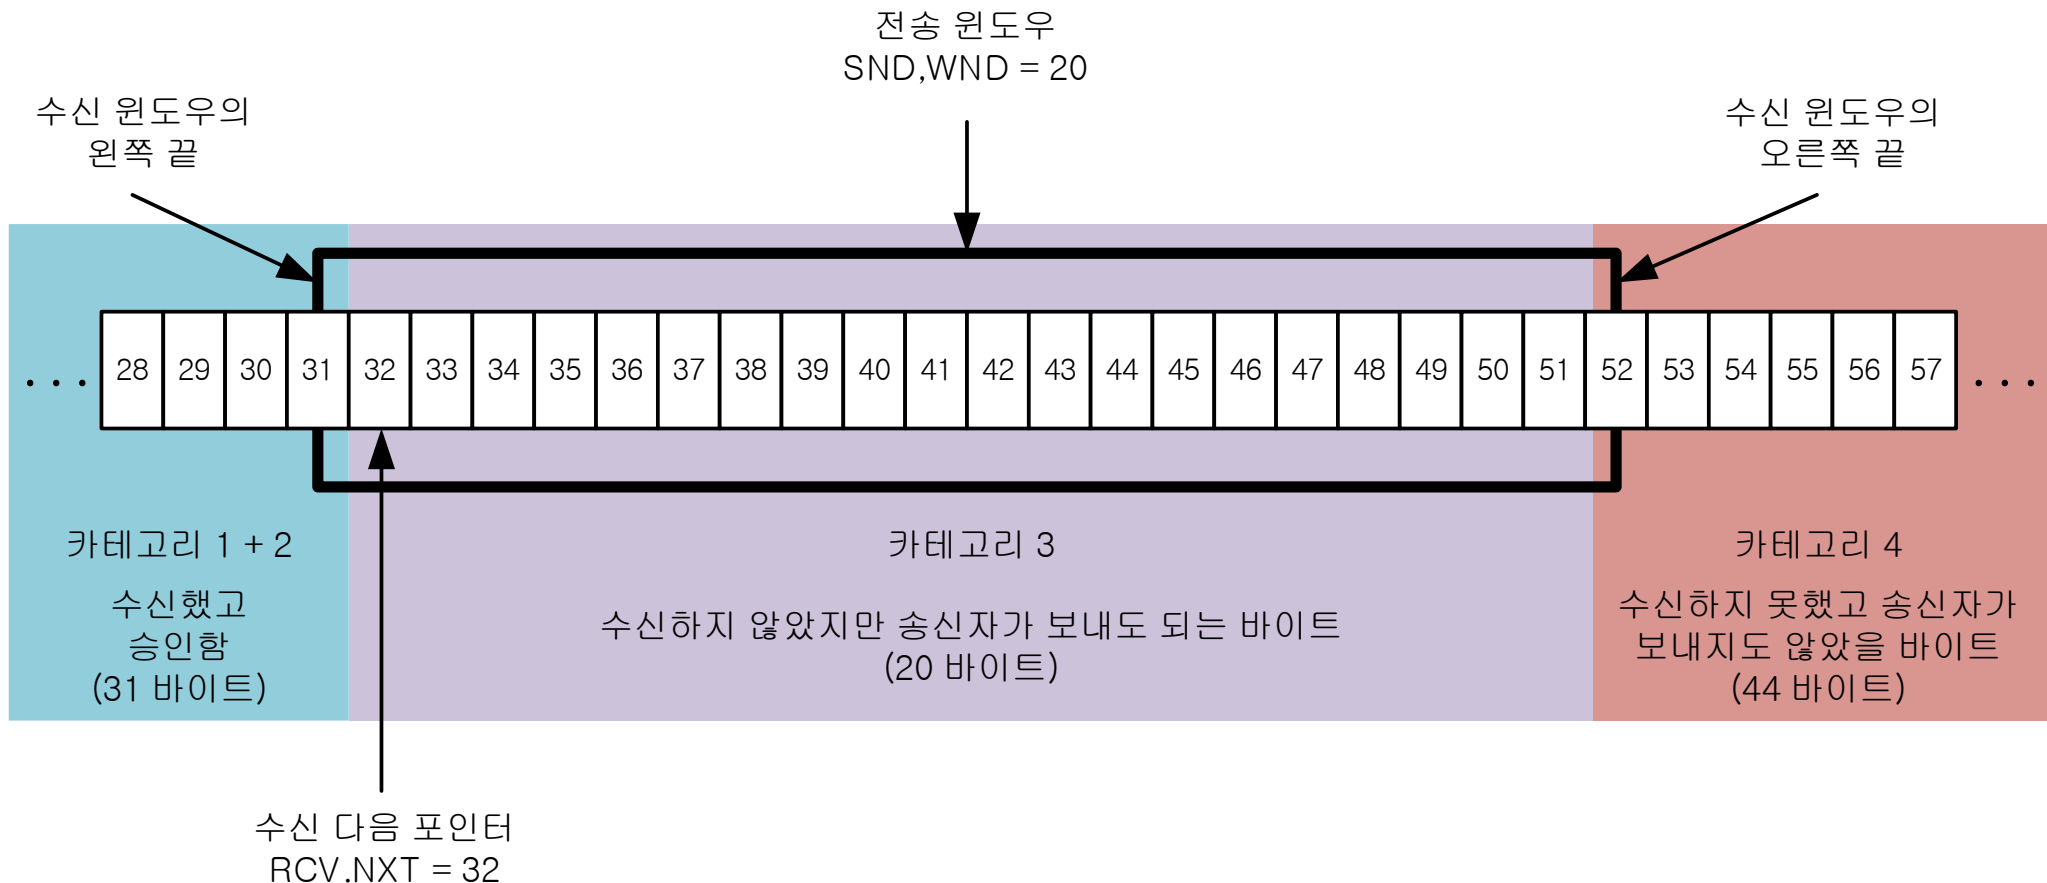 전송 윈도우
SND,WND = 20
수신 윈도우의
왼쪽 끝
수신 윈도우의
오른쪽 끝
. . . 28 29 30 31 32 33 34 35 36 37 38 39 40 41 42 43 44 45 46 47 48 49 50 51 52 53 54 55 56 57 . . .
카테고리 1 + 2
수신했고
승인함
(31 바이트)
카테고리 3
수신하지 않았지만 송신자가 보내도 되는 바이트
(20 바이트)
카테고리 4
수신하지 못했고 송신자가
보내지도 않았을 바이트
(44 바이트)
수신 다음 포인터
RCV.NXT = 32